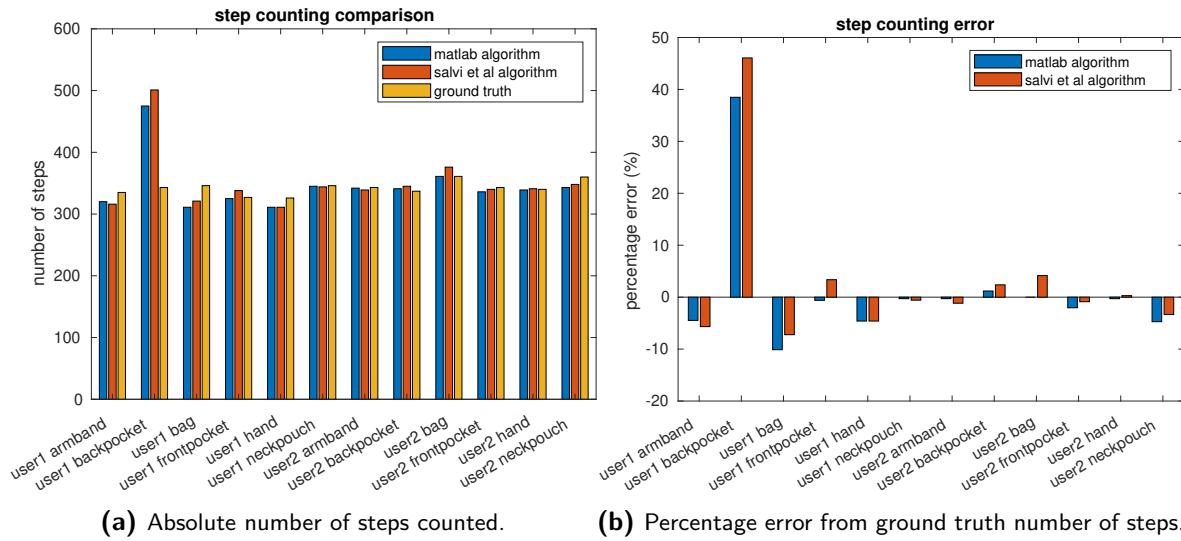 step counting comparison
600
500
400
300
200
100
0
number of steps
matlab algorithm
salvi et al algorithm
ground truth
user1 armband
user1 backpocket
user1 bag
user1 frontpocket
user1 hand
user1 neckpouch
user2 armband
user2 backpocket
user2 bag
user2 frontpocket
user2 hand
user2 neckpouch
(a) Absolute number of steps counted.
step counting error
50
40
30
20
10
0
-10
-20
percentage error (%)
matlab algorithm
salvi et al algorithm
user1 armband
user1 backpocket
user1 bag
user1 frontpocket
user1 hand
user1 neckpouch
user2 armband
user2 backpocket
user2 bag
user2 frontpocket
user2 hand
user2 neckpouch
(b) Percentage error from ground truth number of steps.